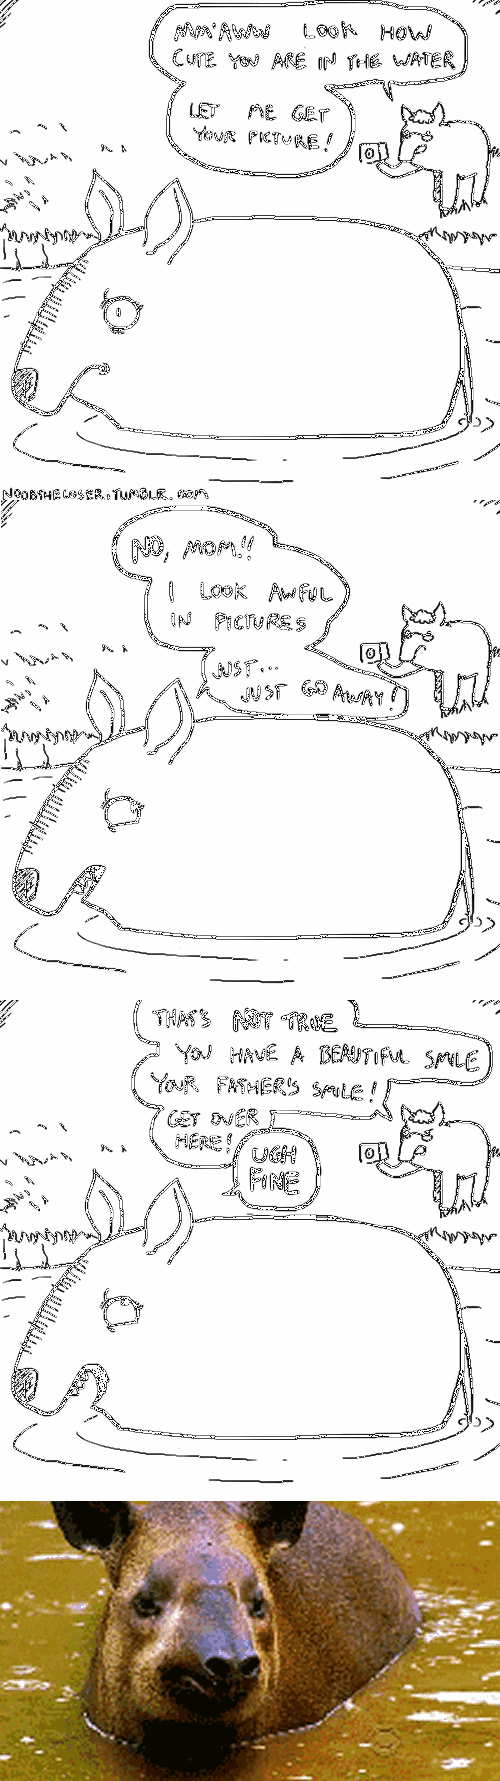 MM'AWW LOOK HOW
CUTE YOU ARE IN THE WATER
LET ME GET
YOUR PICTURE!
NOOBTHELOSER.TUMBLR.COM
NO, MOM!!
I LOOK AWFUL
IN PICTURES
JUST...
JUST GO AWAY!
THAT'S NOT TRUE
YOU HAVE A BEAUTIFUL SMILE
YOUR FATHER'S SMILE!
GET OVER
HERE!
UGH
FINE